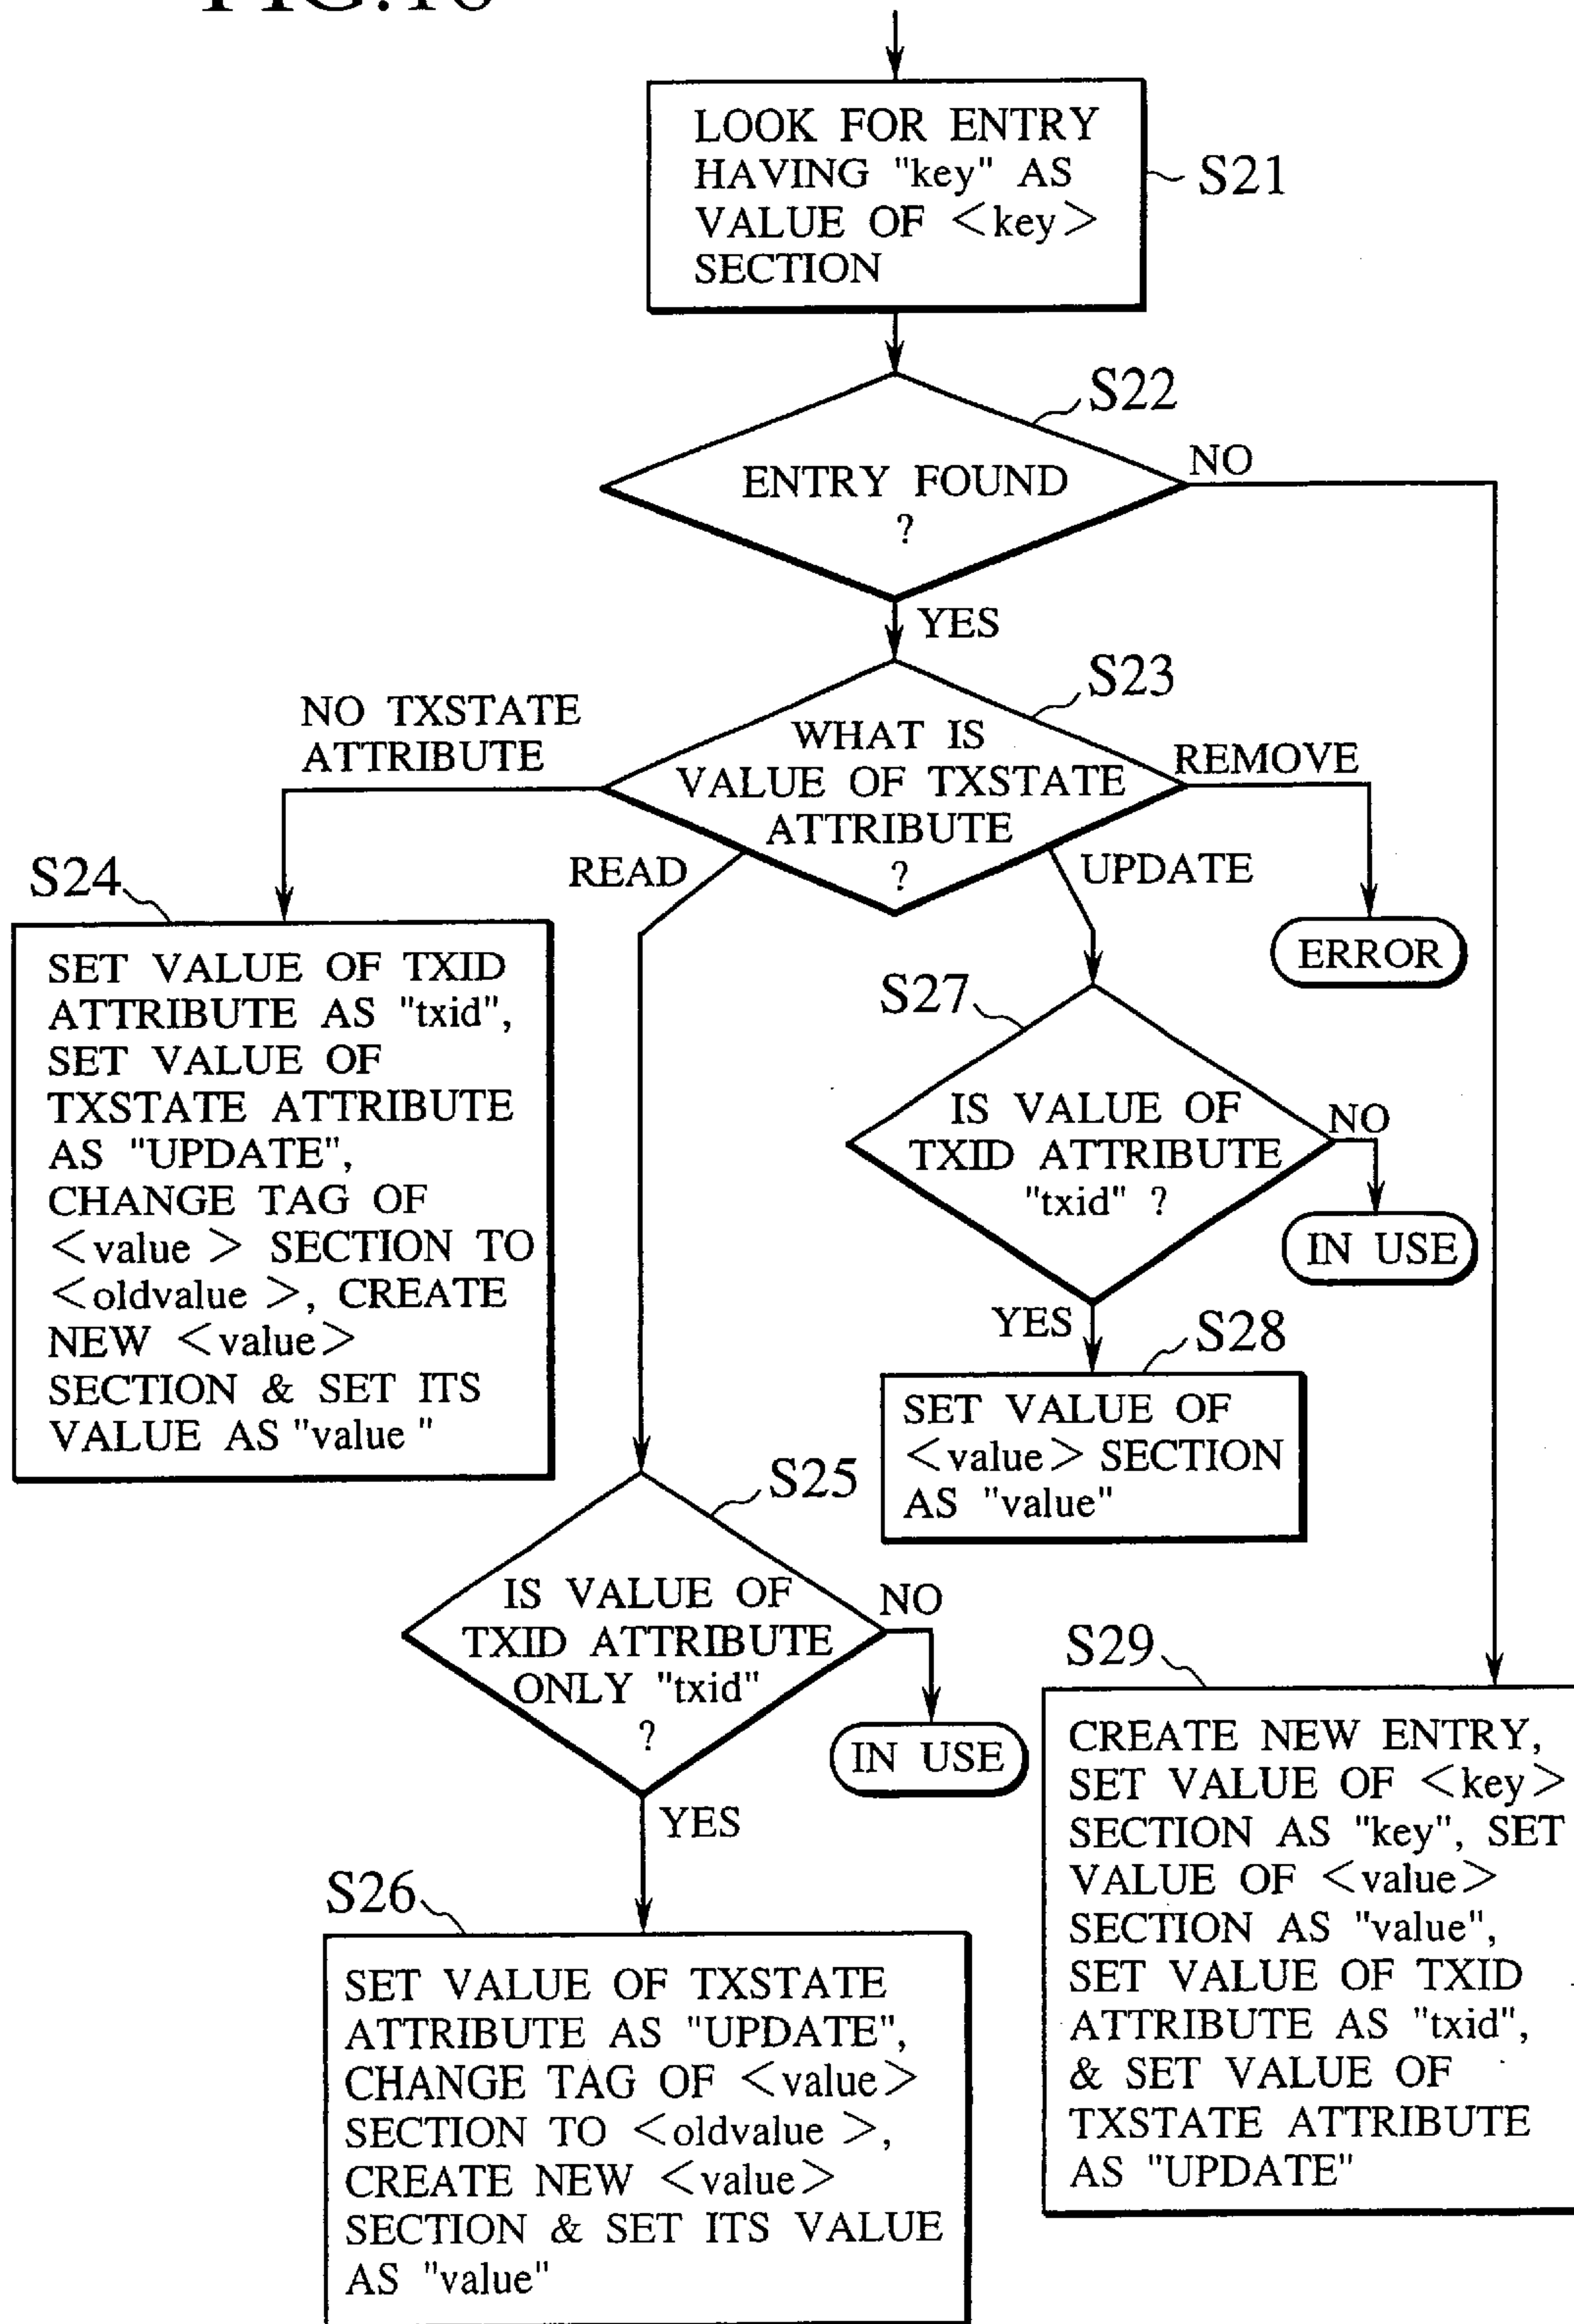 LOOK FOR ENTRY
HAVING "key" AS
VALUE OF <key>
SECTION
S21
S22
ENTRY FOUND
?
NO
YES
S23
NO TXSTATE
ATTRIBUTE
WHAT IS
VALUE OF TXSTATE
ATTRIBUTE
?
REMOVE
READ
UPDATE
ERROR
S24
SET VALUE OF TXID
ATTRIBUTE AS "txid",
SET VALUE OF
TXSTATE ATTRIBUTE
AS "UPDATE",
CHANGE TAG OF
<value> SECTION TO
<oldvalue>, CREATE
NEW <value>
SECTION & SET ITS
VALUE AS "value"
S27
IS VALUE OF
TXID ATTRIBUTE
"txid" ?
NO
IN USE
YES
S28
SET VALUE OF
<value> SECTION
AS "value"
S25
IS VALUE OF
TXID ATTRIBUTE
ONLY "txid"
?
NO
IN USE
YES
S29
CREATE NEW ENTRY,
SET VALUE OF <key>
SECTION AS "key", SET
VALUE OF <value>
SECTION AS "value",
SET VALUE OF TXID
ATTRIBUTE AS "txid",
& SET VALUE OF
TXSTATE ATTRIBUTE
AS "UPDATE"
S26
SET VALUE OF TXSTATE
ATTRIBUTE AS "UPDATE",
CHANGE TAG OF <value>
SECTION TO <oldvalue>,
CREATE NEW <value>
SECTION & SET ITS VALUE
AS "value"